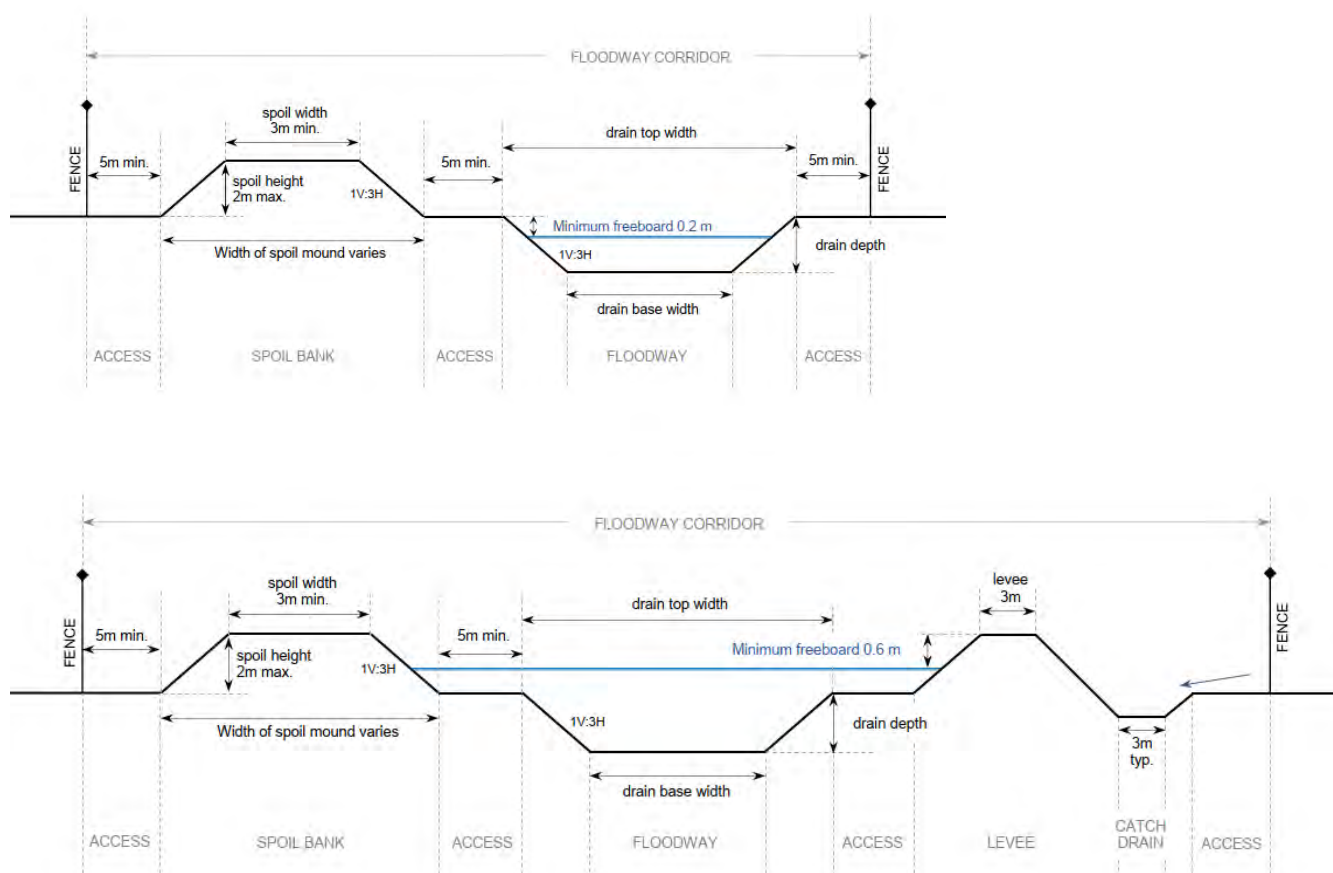 FLOODWAY CORRIDOR
spoil width
3m min.
drain top width
FENCE
5m min.
spoil height
2m max.
1V:3H
5m min.
5m min.
FENCE
Minimum freeboard 0.2 m
1V:3H
drain depth
Width of spoil mound varies
drain base width
ACCESS
SPOIL BANK
ACCESS
FLOODWAY
ACCESS
FLOODWAY CORRIDOR
spoil width
3m min.
drain top width
levee
3m
FENCE
5m min.
spoil height
2m max.
1V:3H
5m min.
Minimum freeboard 0.6 m
FENCE
Width of spoil mound varies
1V:3H
drain depth
3m
typ.
drain base width
ACCESS
SPOIL BANK
ACCESS
FLOODWAY
ACCESS
LEVEE
CATCH
DRAIN
ACCESS